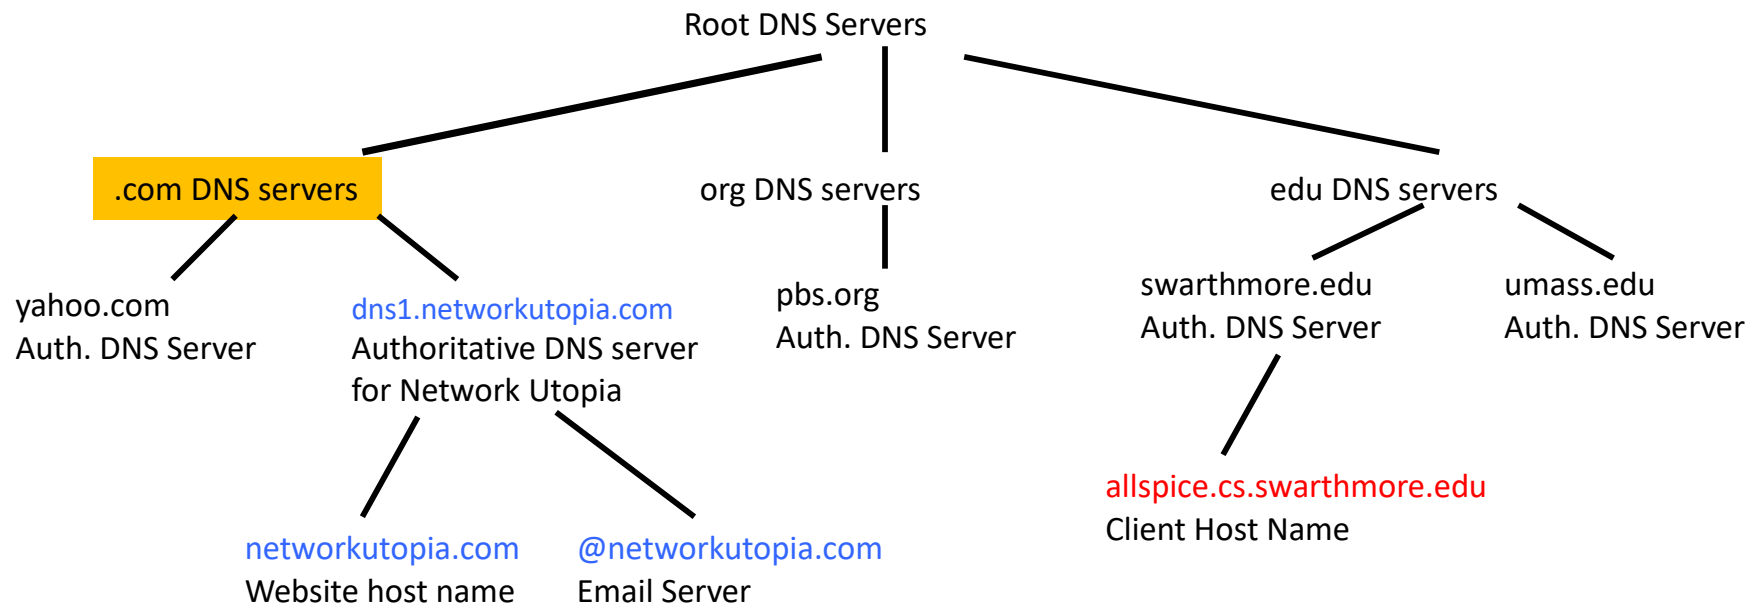 Root DNS Servers
.com DNS servers
org DNS servers
edu DNS servers
yahoo.com
Auth. DNS Server
dns1.networkutopia.com
Authoritative DNS server
for Network Utopia
pbs.org
Auth. DNS Server
swarthmore.edu
Auth. DNS Server
umass.edu
Auth. DNS Server
networkutopia.com
Website host name
@networkutopia.com
Email Server
allspice.cs.swarthmore.edu
Client Host Name